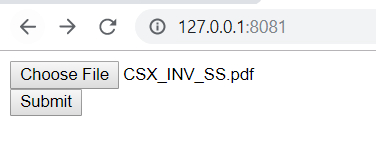 127.0.0.1:8081
Choose File CSX_INV_SS.pdf
Submit